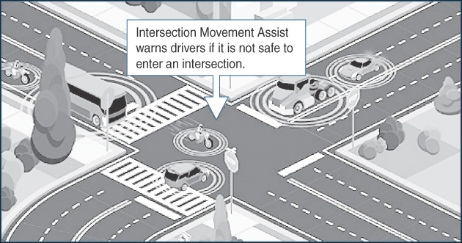 Intersection Movement Assist
warns drivers if it is not safe to
enter an intersection.